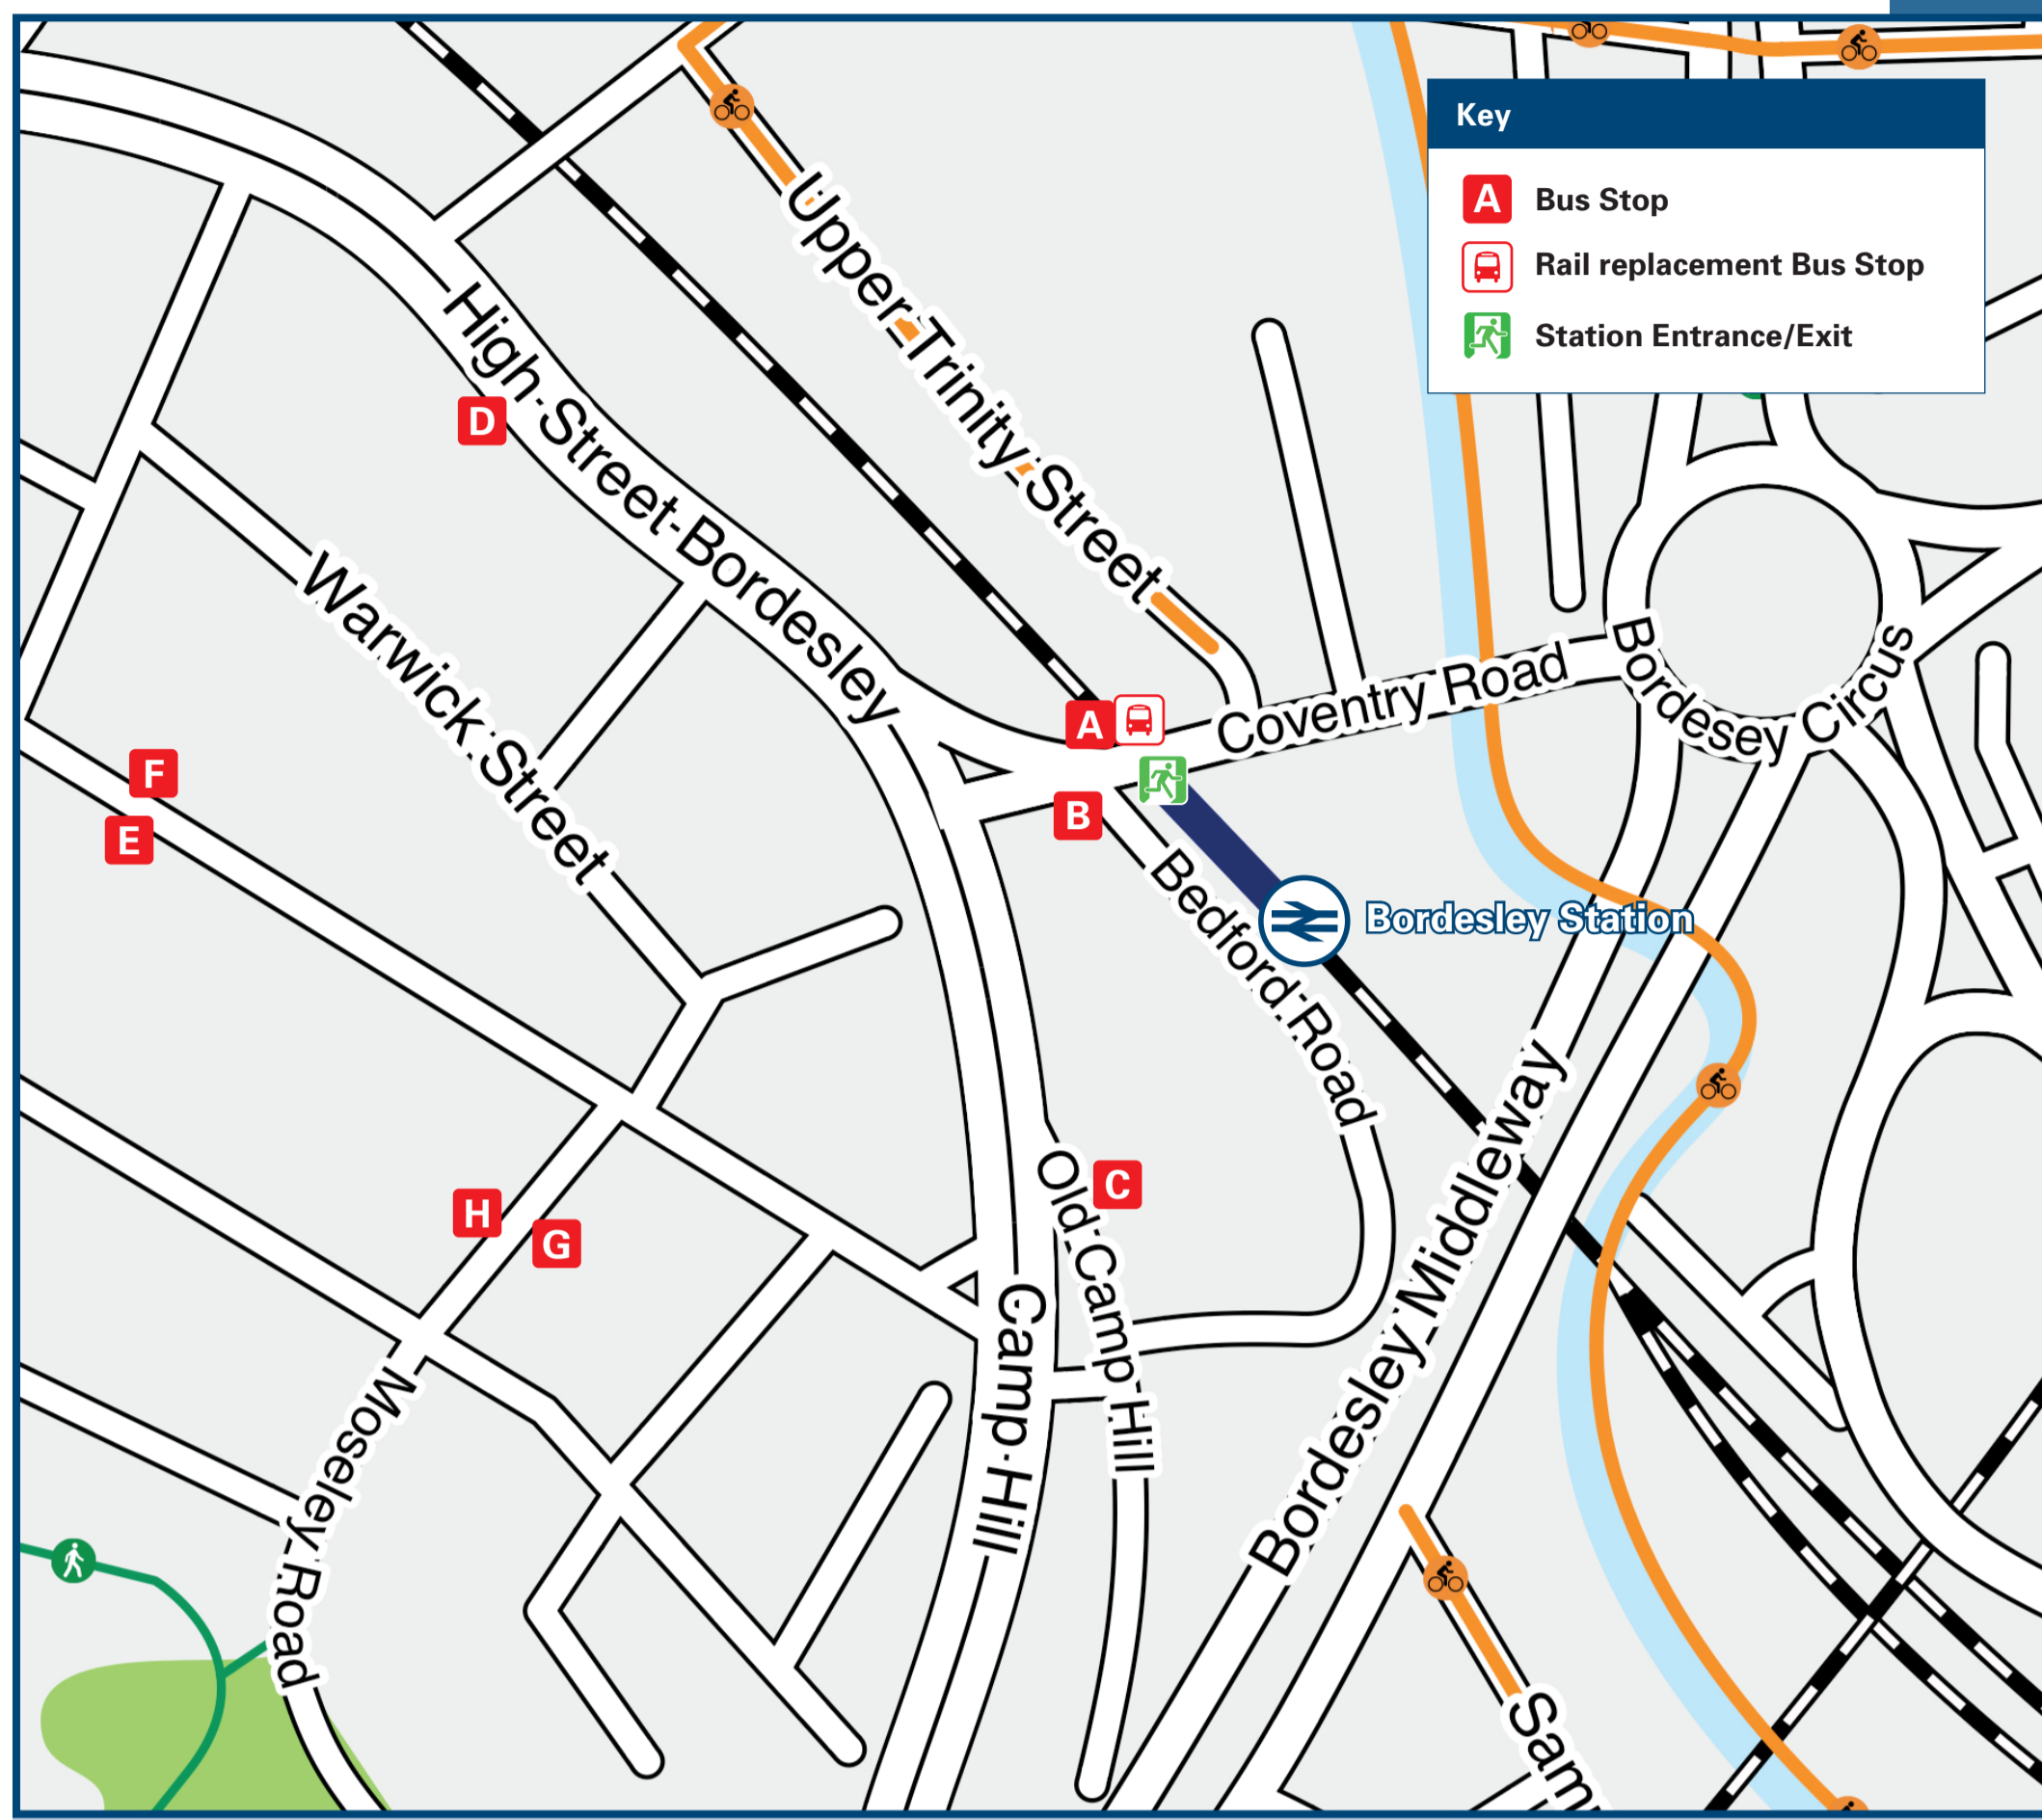 Key
A Bus Stop
Rail replacement Bus Stop
Station Entrance/Exit
Upper Trinity Street
High Street Bordesley
D
Warwick Street
Coventry Road
Bordesey Circus
A
F
E
B
Bedford Road
Bordesley Station
Old Camp Hill
C
H
G
Camp Hill
Bordesley Middleway
Moseley Road
Sam